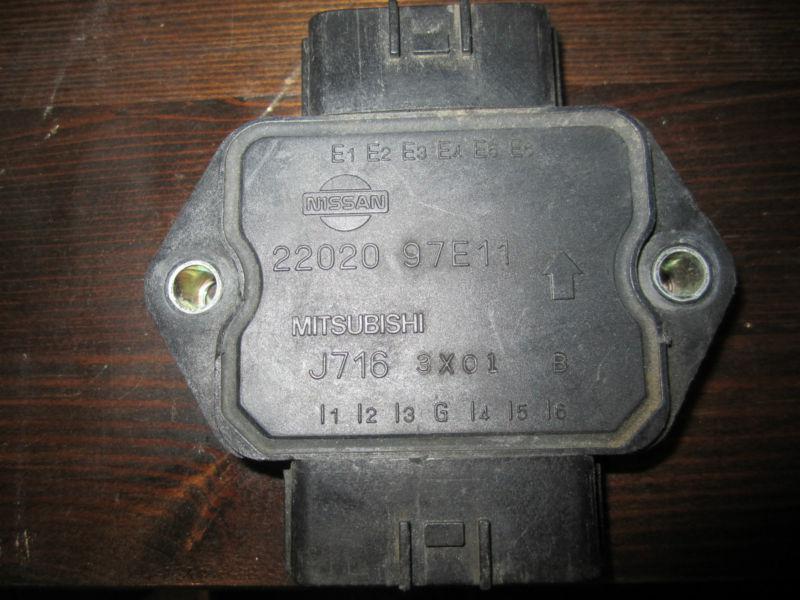 E1 E2 E3 E4 E5 E6
NISSAN
22020 97E11
MITSUBISHI
J716 3X01 B
I1 I2 I3 G I4 I5 I6